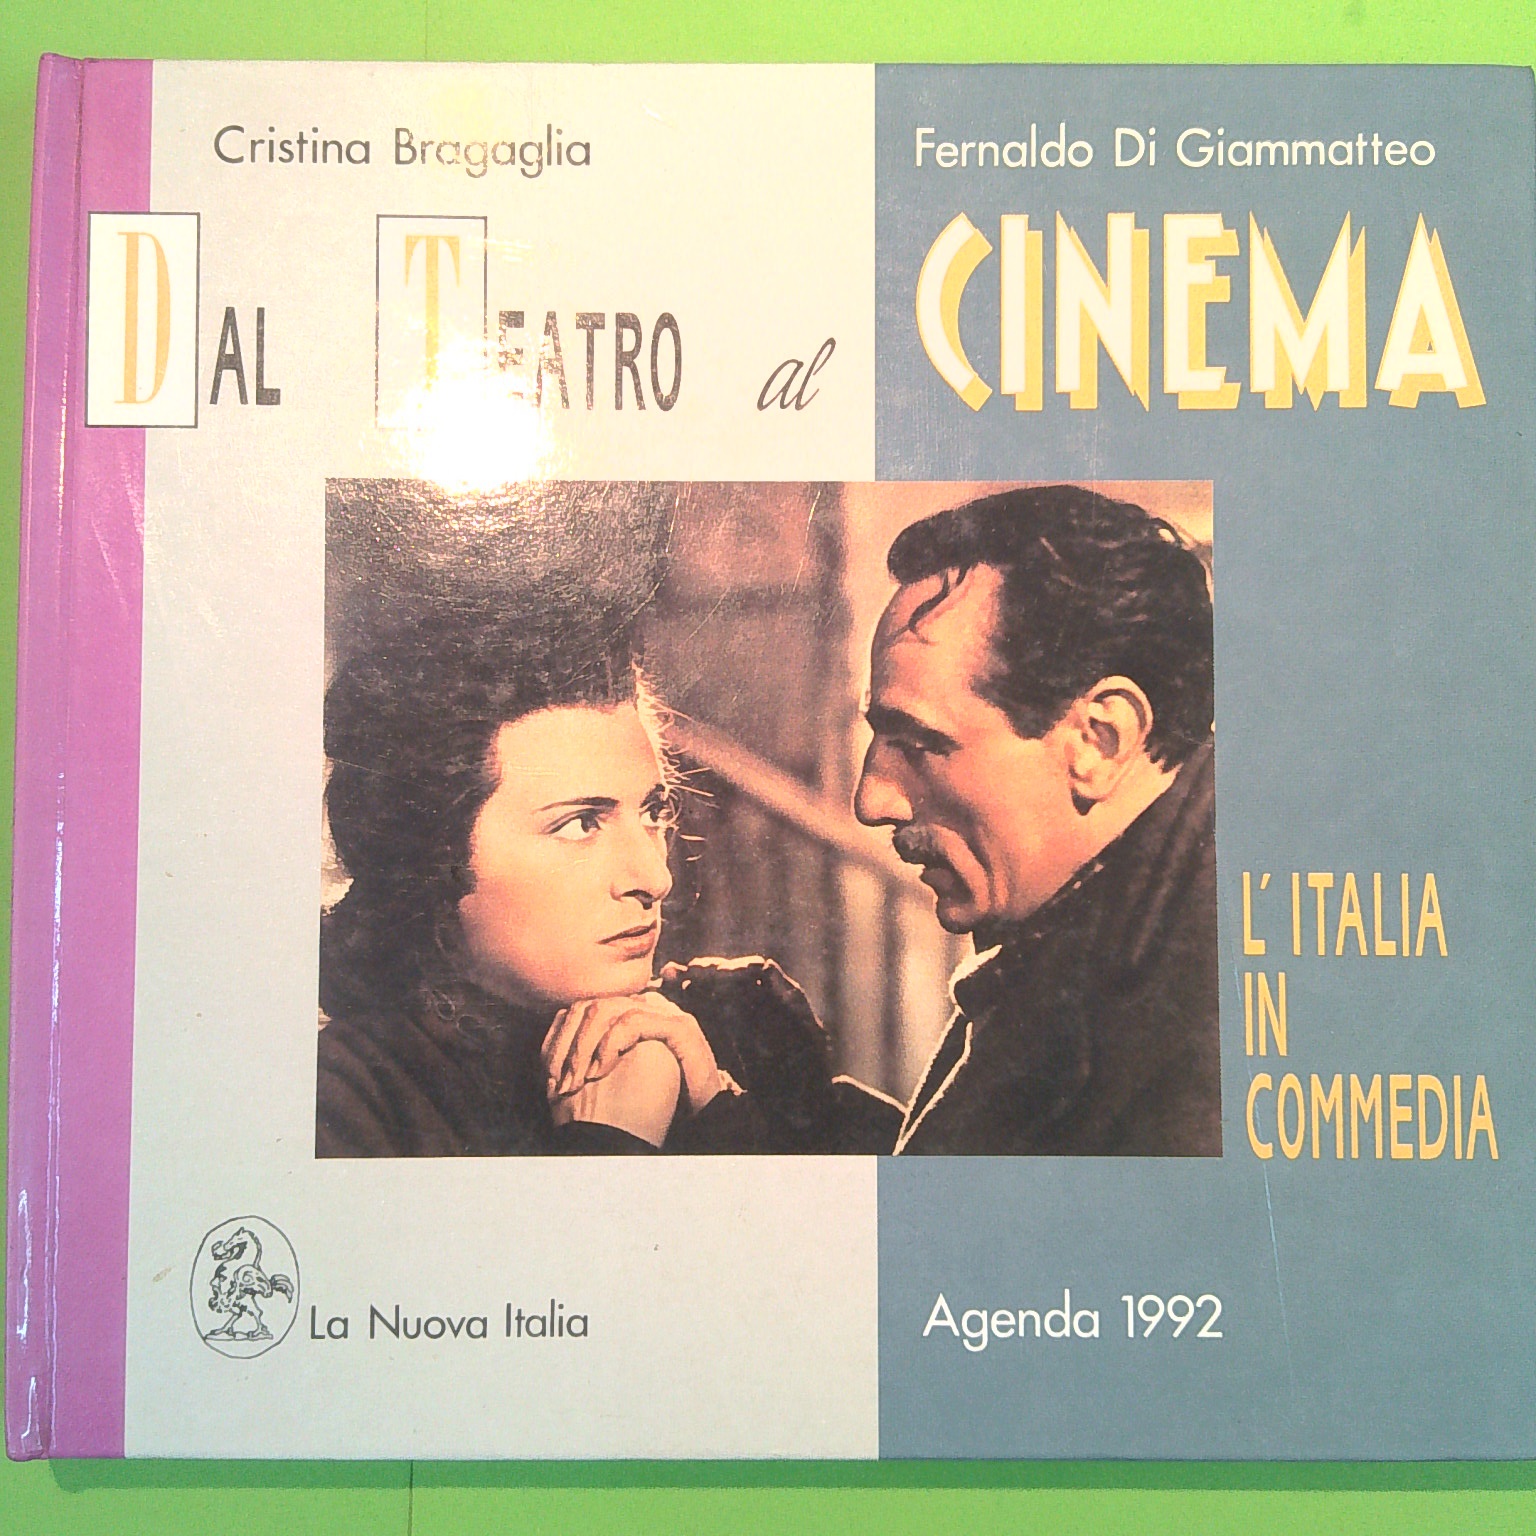 Cristina Bragaglia
Fernaldo Di Giammatteo
DAL TEATRO al CINEMA
L'ITALIA
IN
COMMEDIA
La Nuova Italia
Agenda 1992